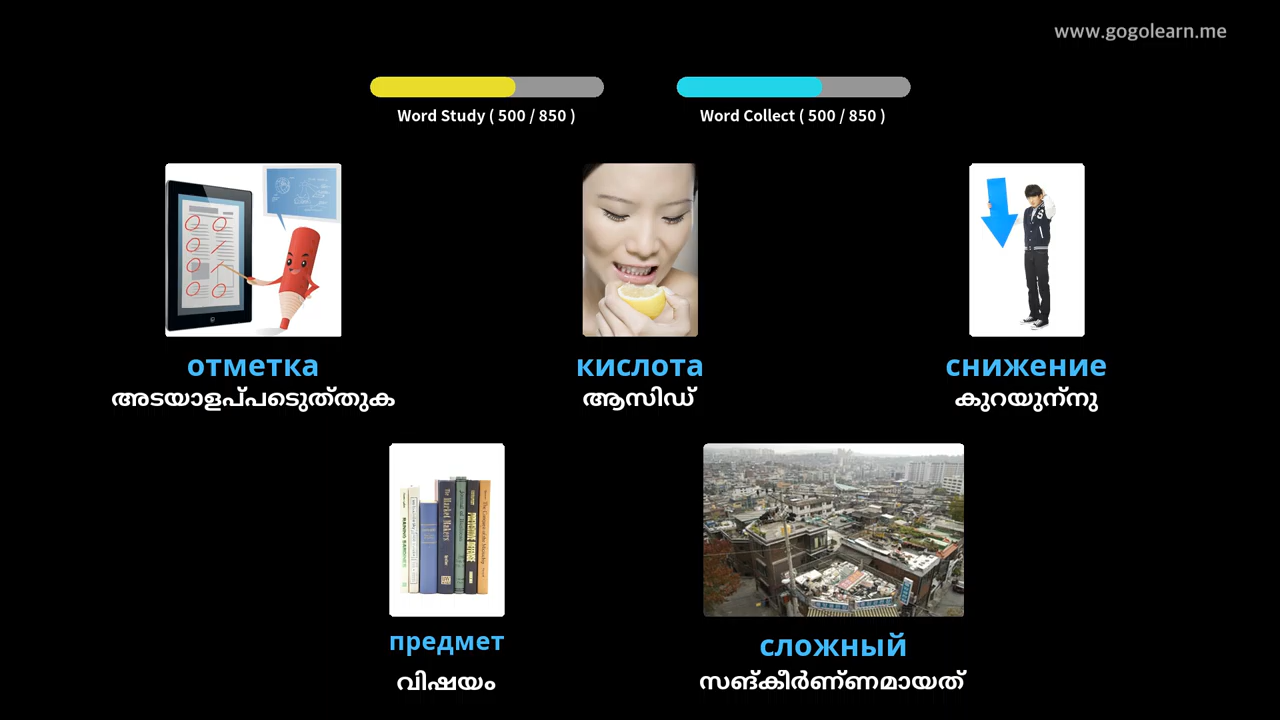 www.gogolearn.me
Word Study ( 500 / 850 )
Word Collect ( 500 / 850 )
отметка
അടയാളപ്പടെുത്തുക
кислота
ആസിഡ്
снижение
കുറയുന്നു
предмет
വിഷയം
сложный
സങ്കീർണ്ണമായത്